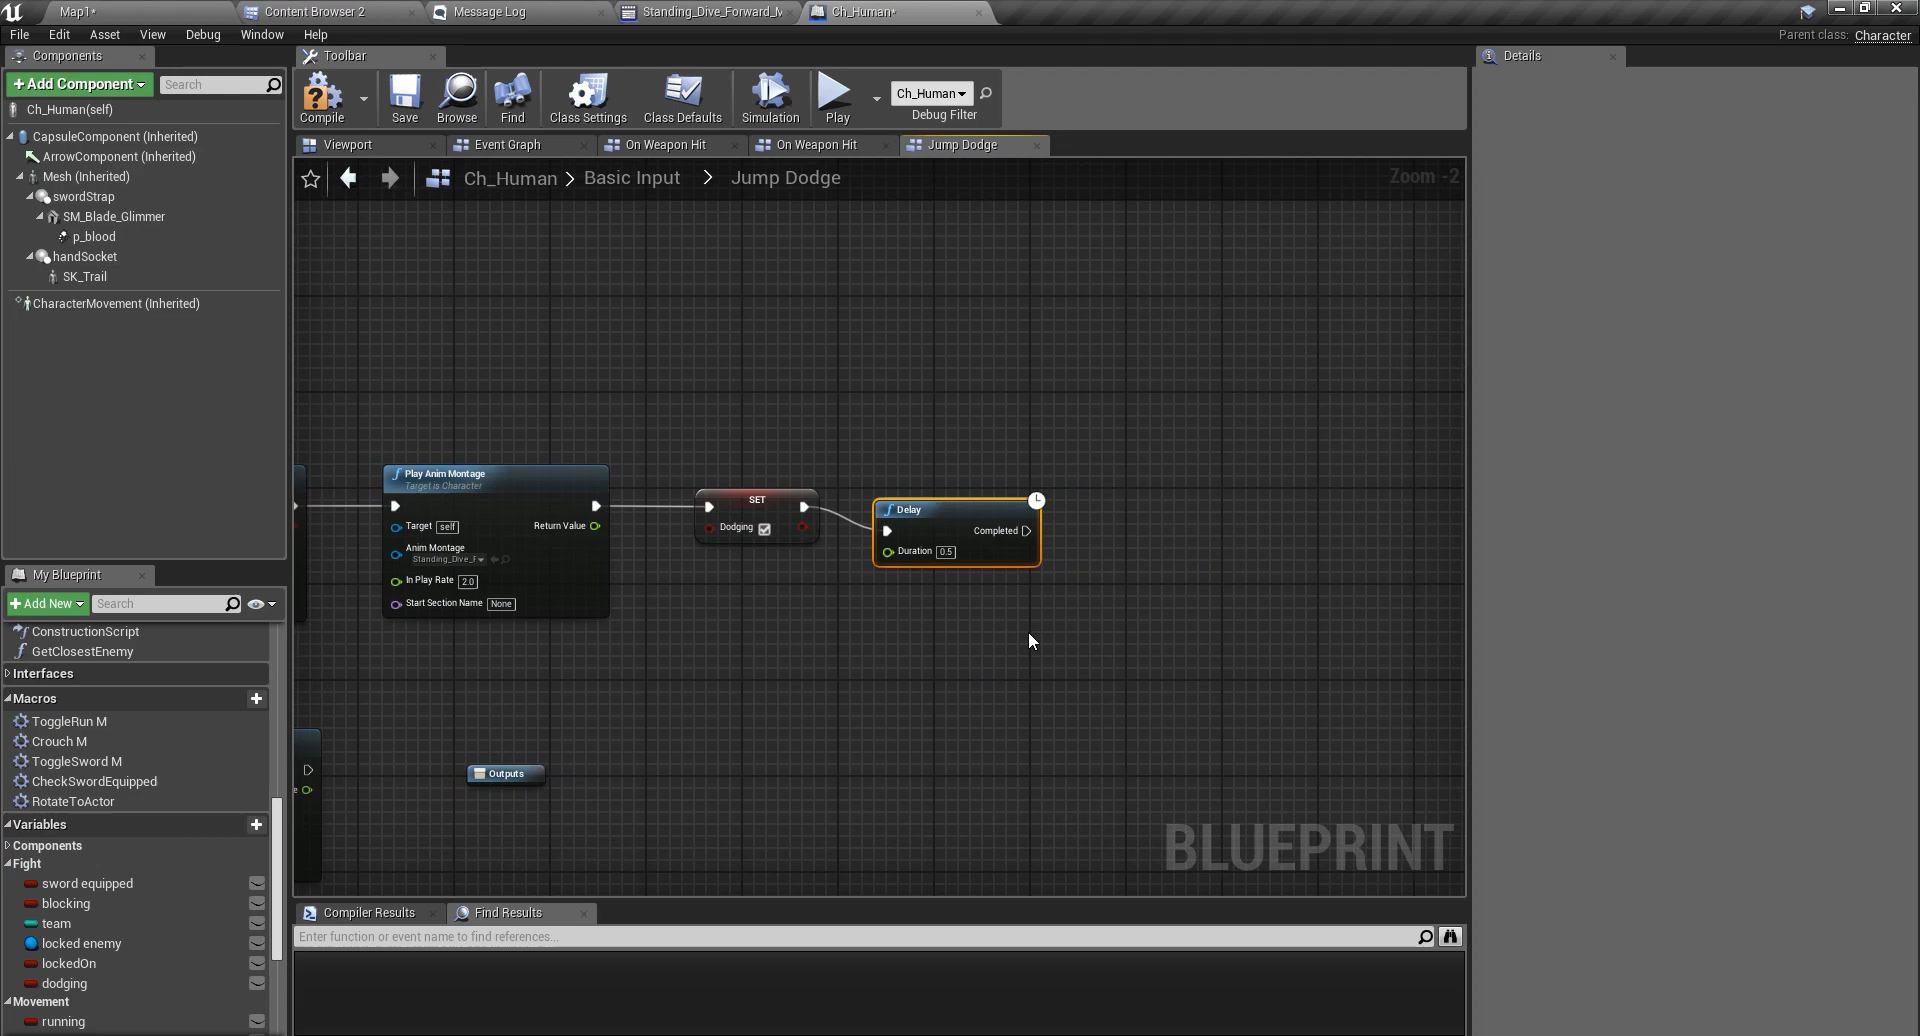 Map1*
Content Browser 2
Message Log
Standing_Dive_Forward_M
Ch_Human*
File
Edit
Asset
View
Debug
Window
Help
Parent class: Character
Components
Toolbar
Details
+Add Component
Search
Compile
Save
Browse
Find
Class Settings
Class Defaults
Simulation
Play
Ch_Human
Debug Filter
Ch_Human(self)
CapsuleComponent (Inherited)
ArrowComponent (Inherited)
Mesh (Inherited)
swordStrap
SM_Blade_Glimmer
p_blood
handSocket
SK_Trail
CharacterMovement (Inherited)
Viewport
Event Graph
On Weapon Hit
On Weapon Hit
Jump Dodge
Ch_Human > Basic Input > Jump Dodge
Zoom -2
Play Anim Montage
Target is Character
Target self
Return Value
Anim Montage
Standing_Dive_F
In Play Rate 2.0
Start Section Name None
SET
Dodging
Delay
Completed
Duration 0.5
e
Outputs
BLUEPRINT
My Blueprint
+Add New
Search
ConstructionScript
GetClosestEnemy
Interfaces
Macros
ToggleRun M
Crouch M
ToggleSword M
CheckSwordEquipped
RotateToActor
Variables
Components
Fight
sword equipped
blocking
team
locked enemy
lockedOn
dodging
Movement
running
Compiler Results
Find Results
Enter function or event name to find references...